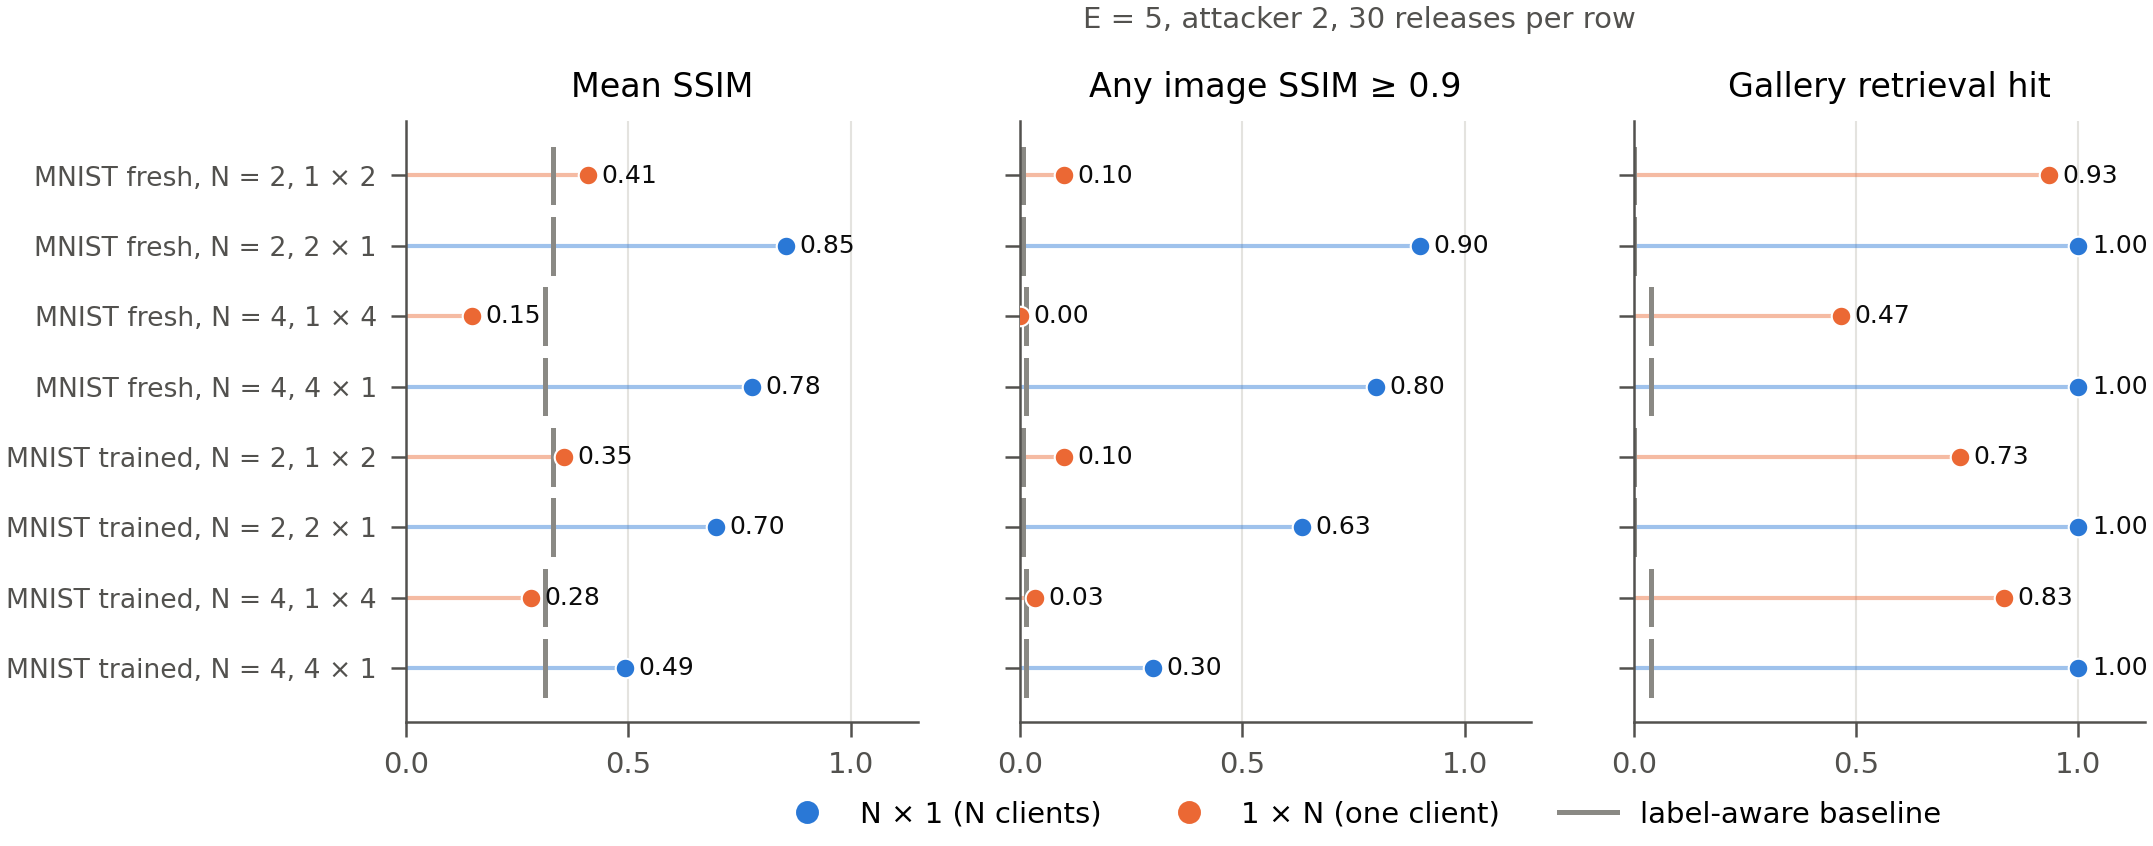 E = 5, attacker 2, 30 releases per row
Mean SSIM
Any image SSIM ≥ 0.9
Gallery retrieval hit
MNIST fresh, N = 2, 1 × 2
0.41
0.10
0.93
MNIST fresh, N = 2, 2 × 1
0.85
0.90
1.00
MNIST fresh, N = 4, 1 × 4
0.15
0.00
0.47
MNIST fresh, N = 4, 4 × 1
0.78
0.80
1.00
MNIST trained, N = 2, 1 × 2
0.35
0.10
0.73
MNIST trained, N = 2, 2 × 1
0.70
0.63
1.00
MNIST trained, N = 4, 1 × 4
0.28
0.03
0.83
MNIST trained, N = 4, 4 × 1
0.49
0.30
1.00
0.0 0.5 1.0
0.0 0.5 1.0
0.0 0.5 1.0
N × 1 (N clients)
1 × N (one client)
label-aware baseline